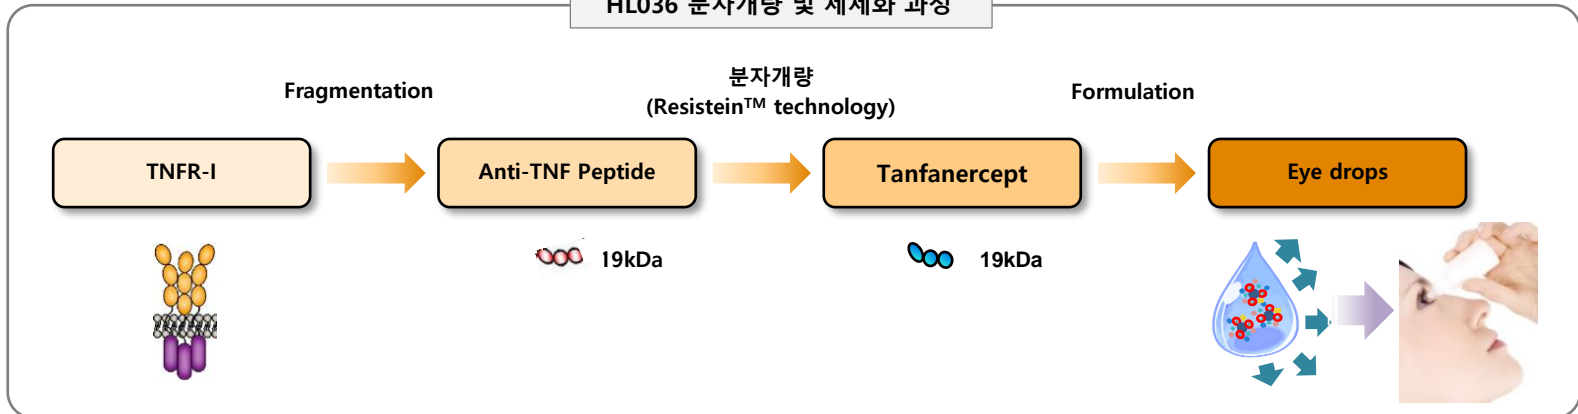 HL036 분자개량 및 제제화 과정
Fragmentation
분자개량
(Resistein™ technology)
Formulation
TNFR-I
Anti-TNF Peptide
Tanfanercept
Eye drops
19kDa
19kDa